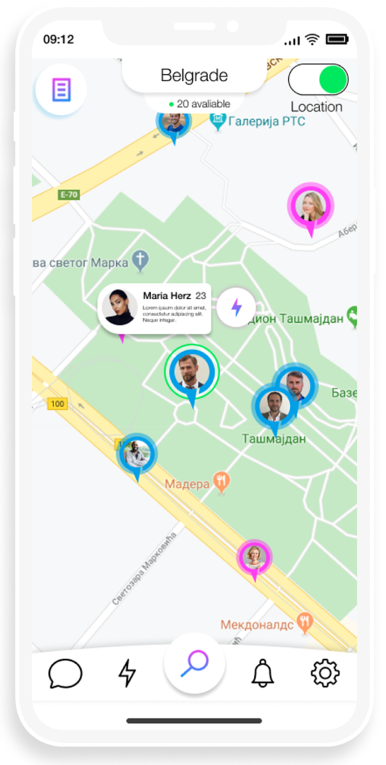 09:12
Belgrade
20 avaliable
Location
Галерија РТС
E-70
Абер
ва светог Марка
Maria Herz 23
Lorem ipsum dolor sit amet,
consectetur adipiscing elit.
Neque integer.
дион Ташмајдан
100
Базе
Ташмајдан
Мадера
Светозара Марковића
Мекдоналдс